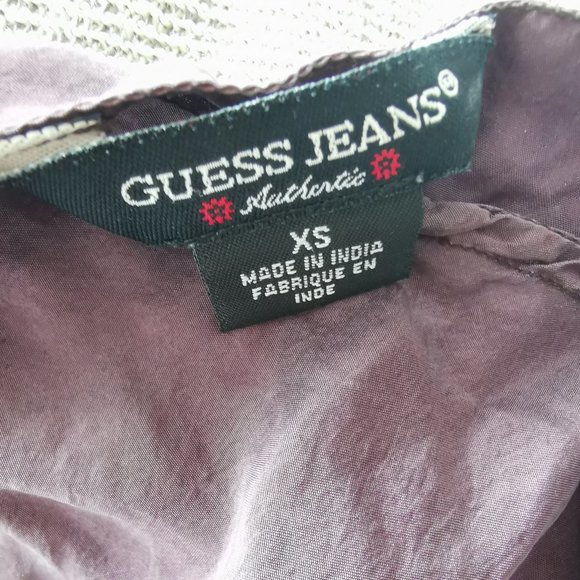 GUESS JEANS®
Authentic
XS
MADE IN INDIA
FABRIQUE EN
INDE